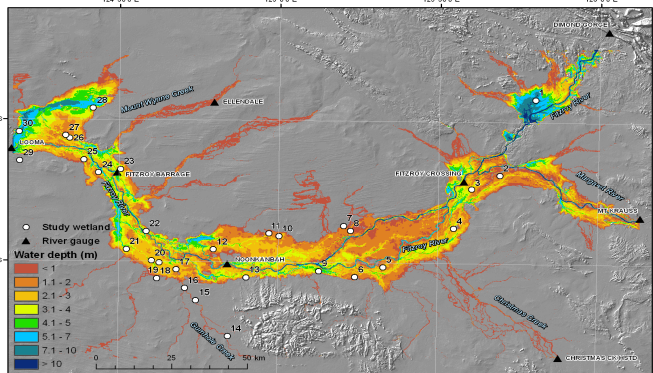 DIMOND GORGE
Fitzroy River
Mount Wynne Creek
ELLENDALE
28
30
27
26
LOOMA
29
25
24
23
FITZROY BARRAGE
FITZROY CROSSING
2
3
Margaret River
MT KRAUSS
Fitzroy River
Study wetland
River gauge
22
21
20
19
18
17
12
11
10
7
8
4
Fitzroy River
NOONKANBAH
13
9
6
5
16
15
14
Christmas Creek
CHRISTMAS CK HSTD
Water depth (m)
< 1
1.1 - 2
2.1 - 3
3.1 - 4
4.1 - 5
5.1 - 7
7.1 - 10
> 10
0
25
50 km